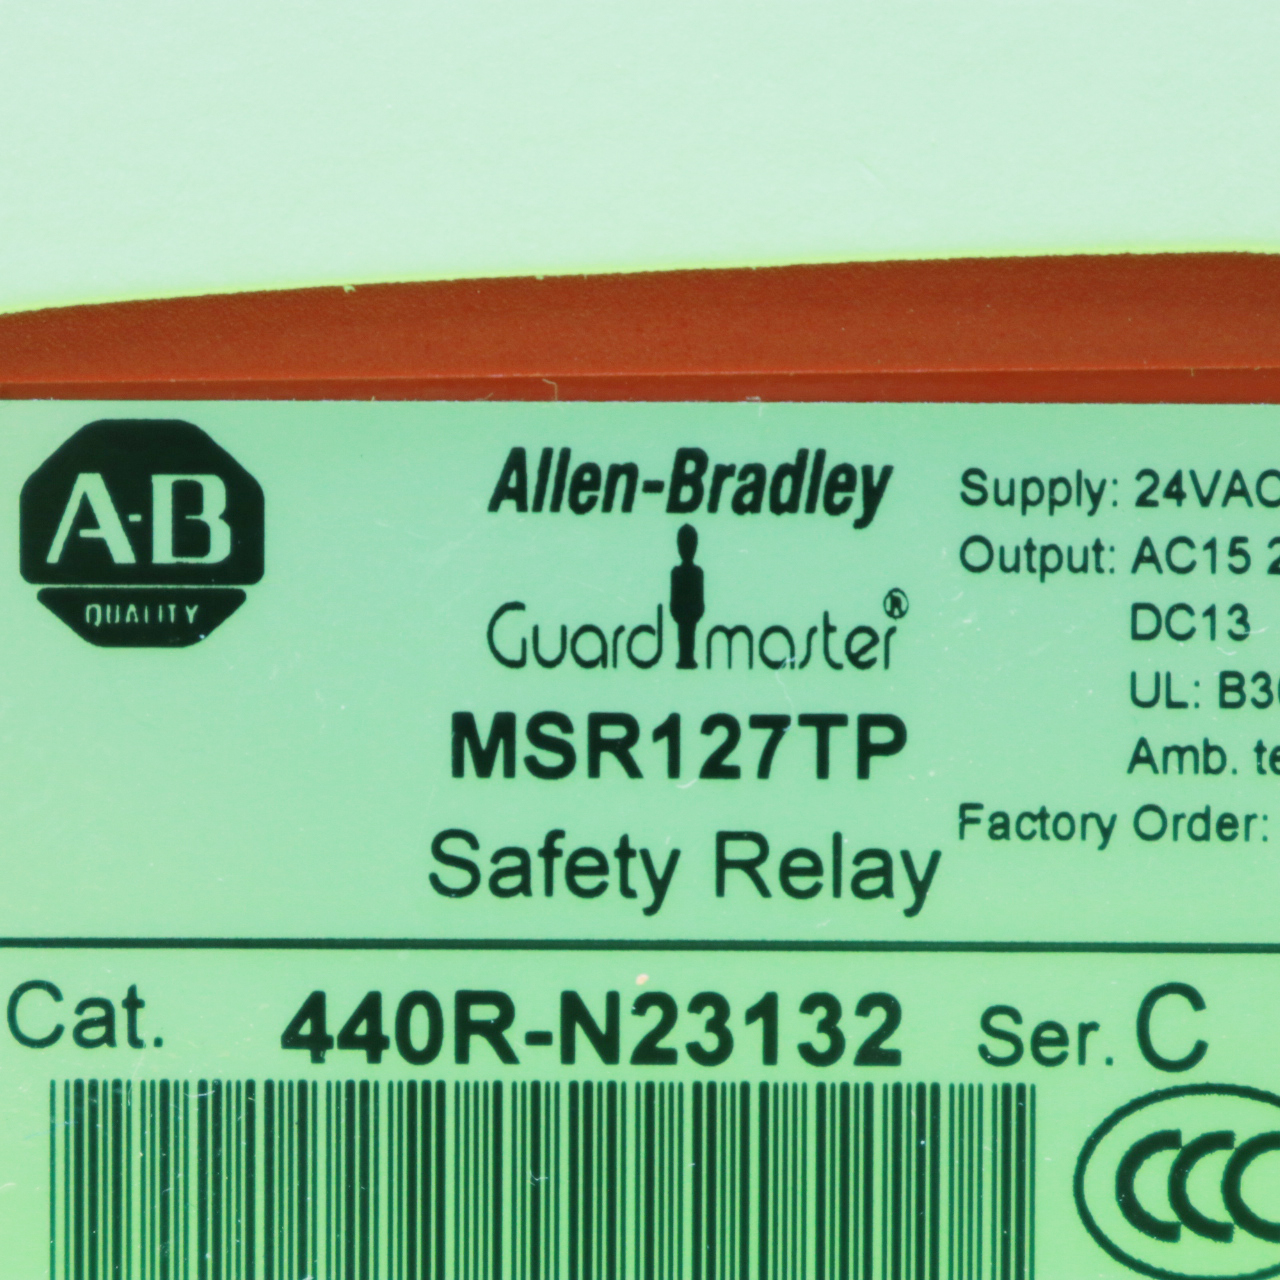 A-B
QUALITY
Allen-Bradley
Guardmaster®
MSR127TP
Safety Relay
Supply: 24VAC
Output: AC15
DC13
UL:
Amb.
Factory Order:
Cat. 440R-N23132 Ser. C
CCC